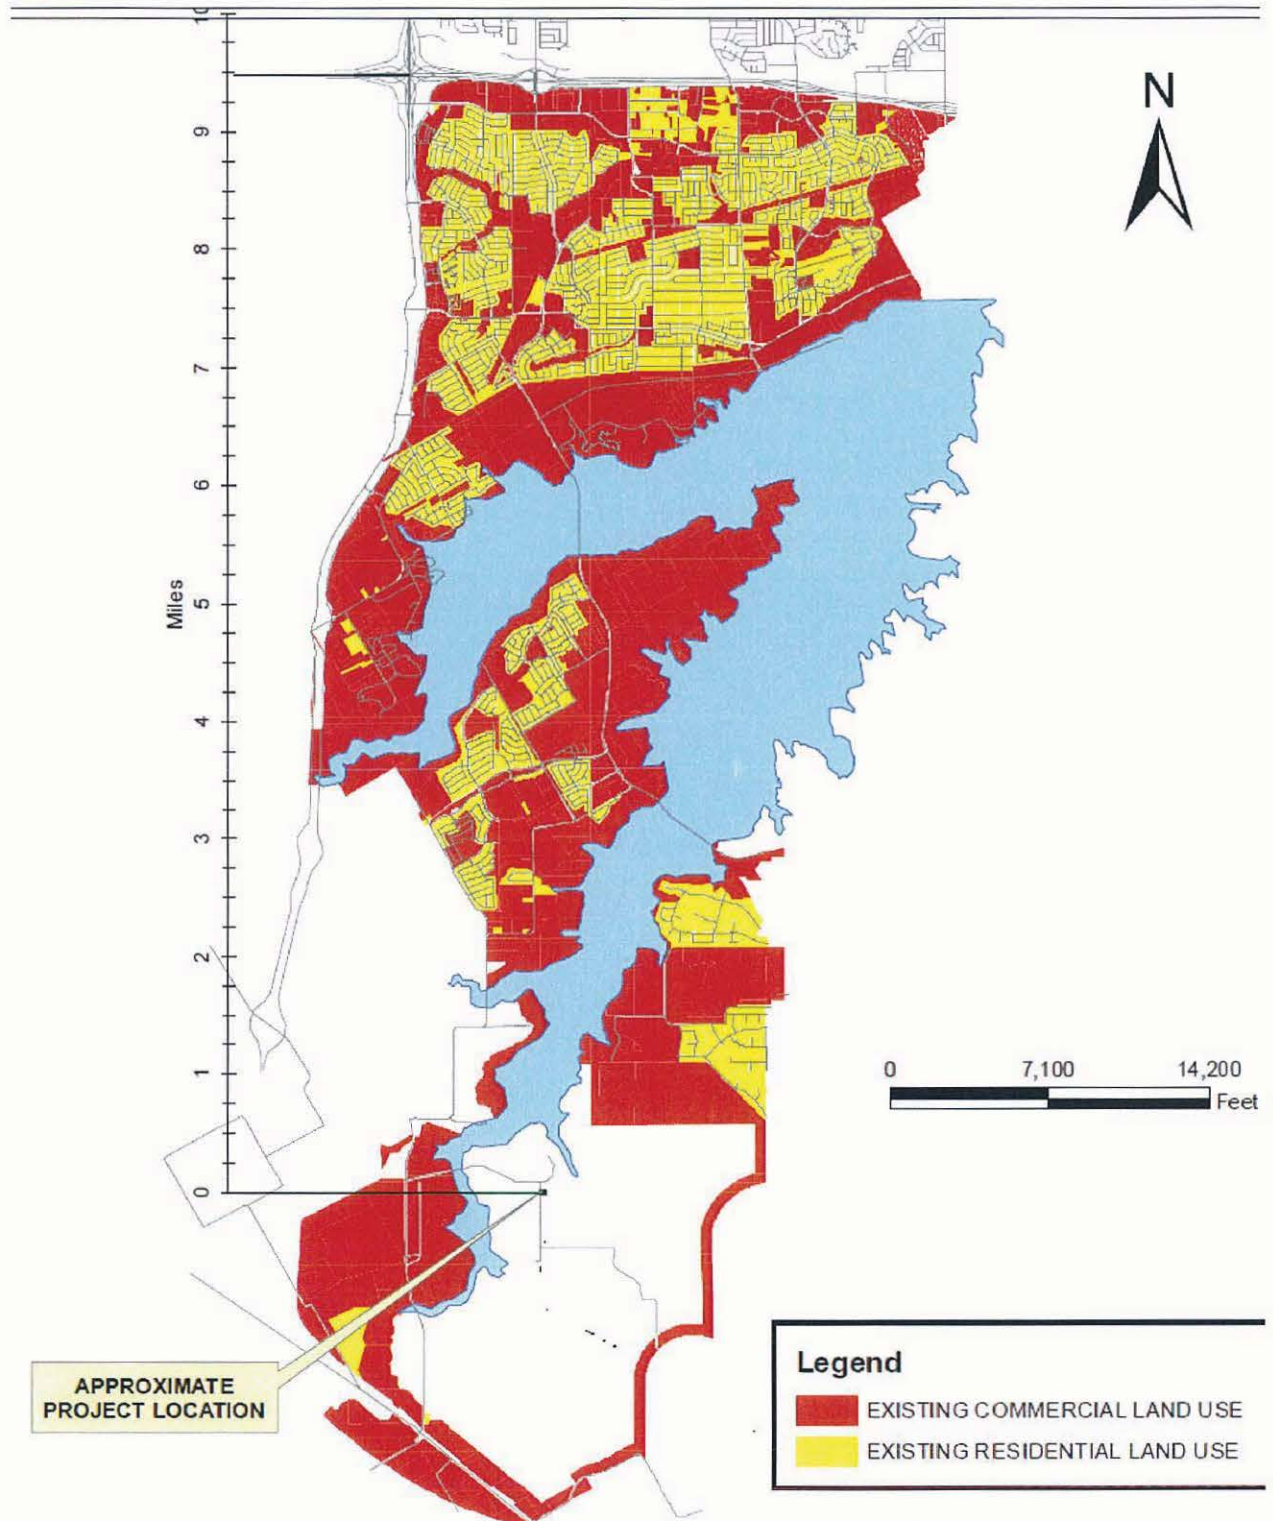 10
9
8
7
6
5
4
3
2
1
0
Miles
N
0 7,100 14,200
Feet
APPROXIMATE
PROJECT LOCATION
Legend
EXISTING COMMERCIAL LAND USE
EXISTING RESIDENTIAL LAND USE